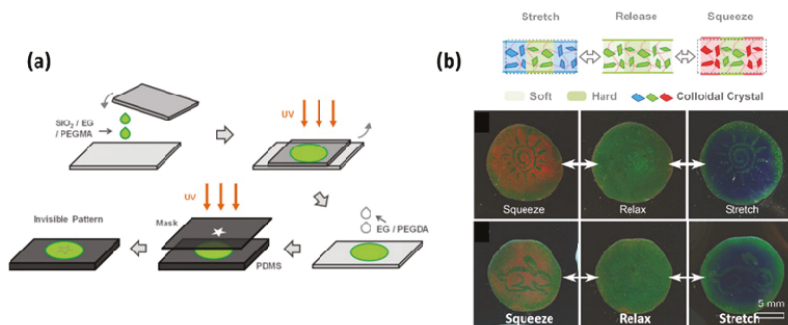 (a)
SiO₂ / EG
/ PEGMA
UV
UV
Mask
Invisible Pattern
PDMS
EG / PEGDA
(b)
Stretch Release Squeeze
Soft Hard Colloidal Crystal
Squeeze Relax Stretch
Squeeze Relax Stretch
5 mm